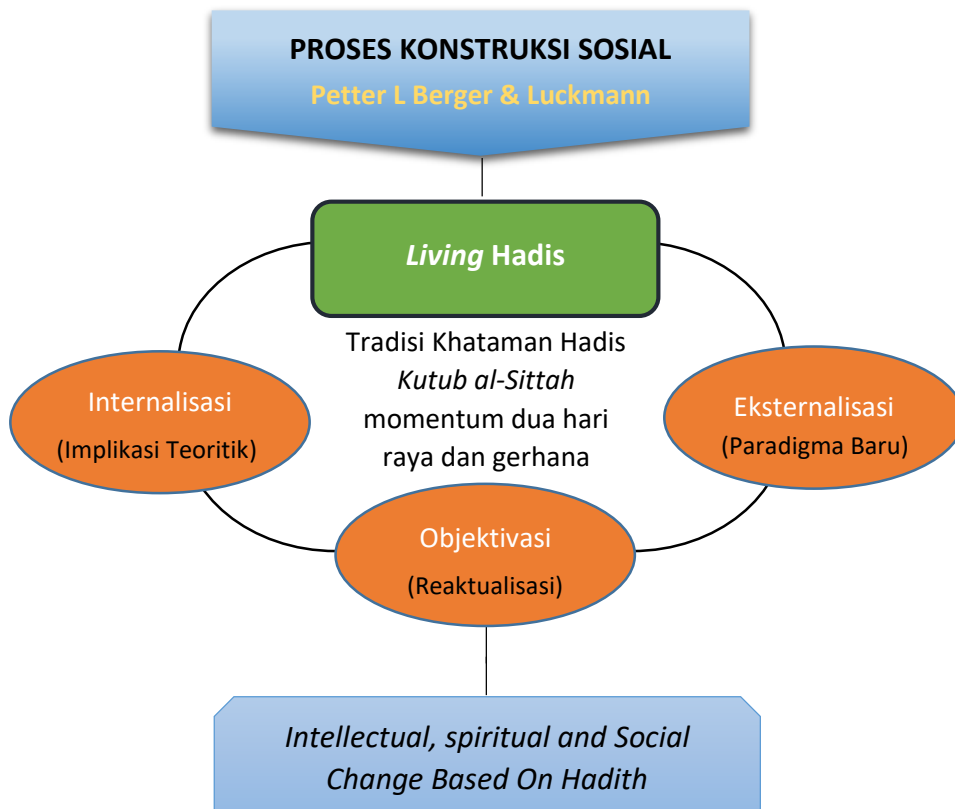 PROSES KONSTRUKSI SOSIAL
Petter L Berger & Luckmann
Living Hadis
Tradisi Khataman Hadis
Kutub al-Sittah
momentum dua hari
raya dan gerhana
Internalisasi
(Implikasi Teoritik)
Eksternalisasi
(Paradigma Baru)
Objektivasi
(Reaktualisasi)
Intellectual, spiritual and Social
Change Based On Hadith